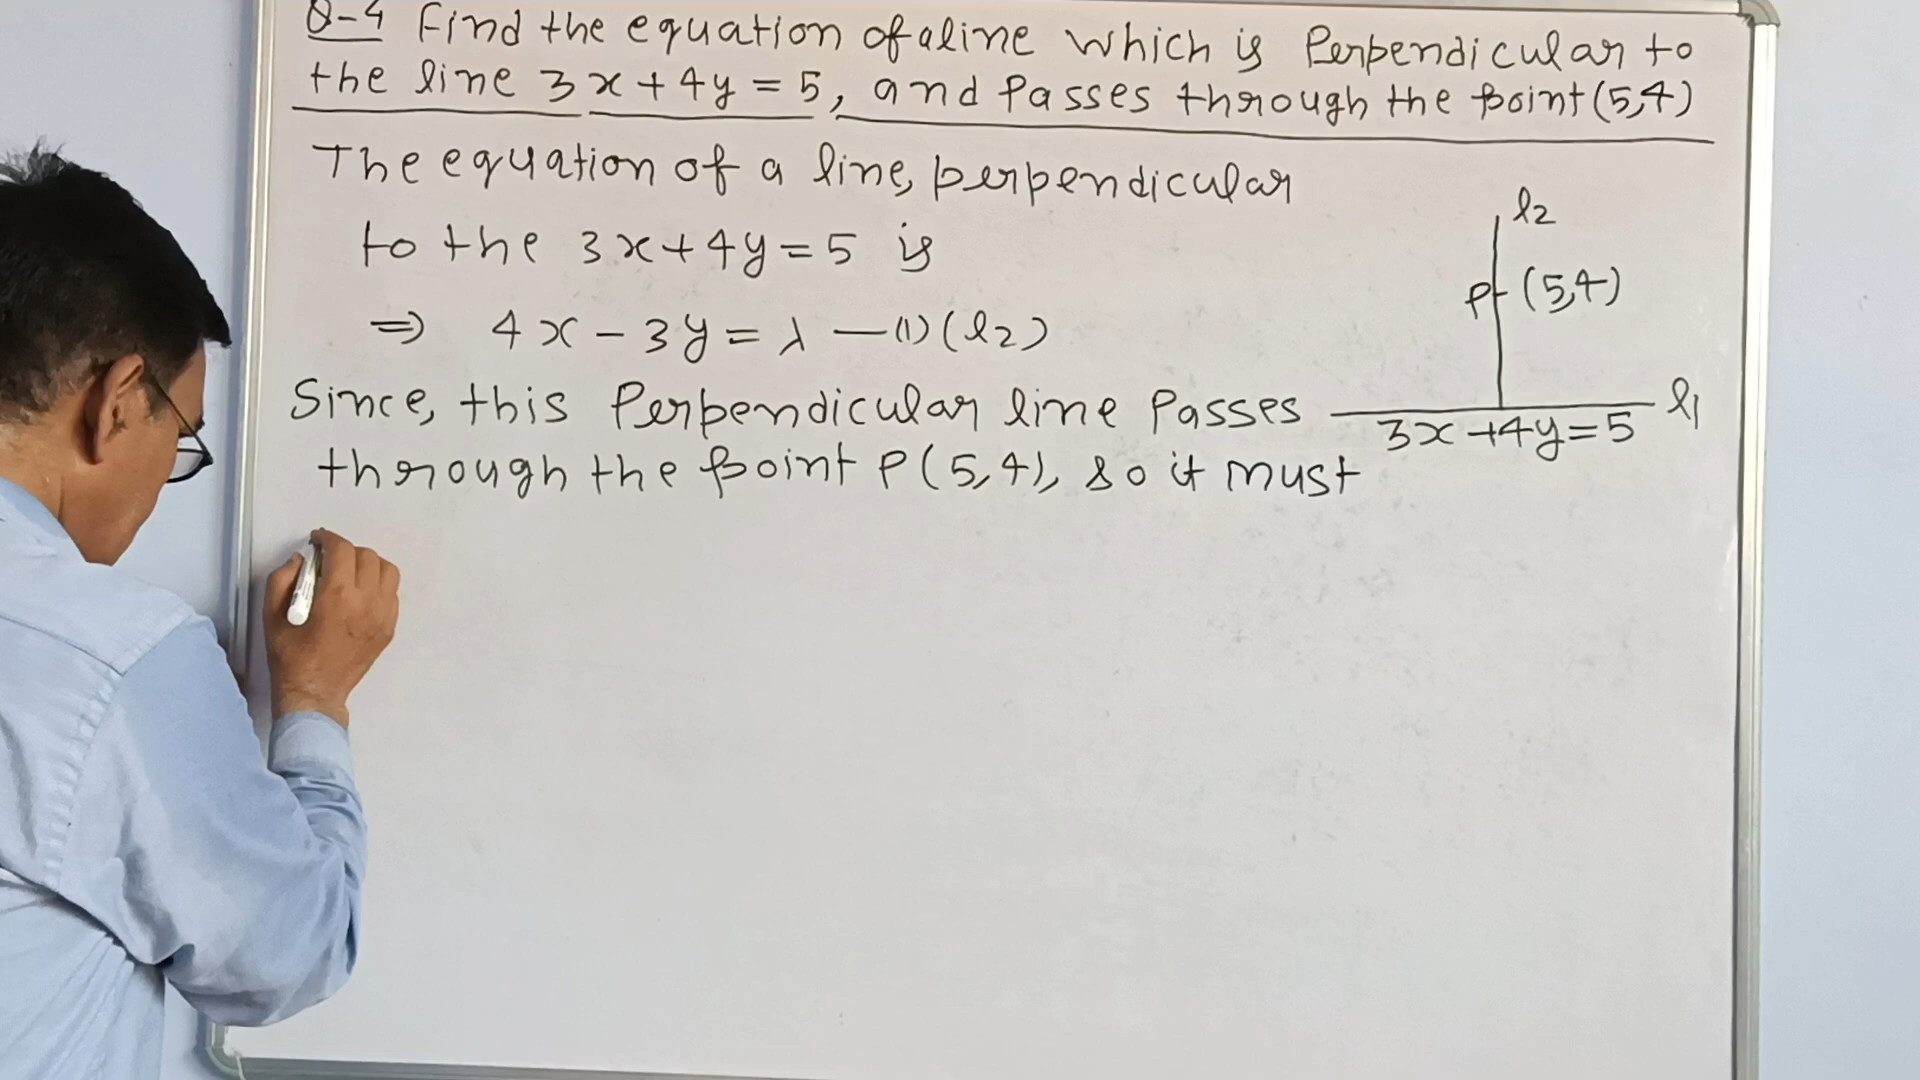 Q-4 Find the equation of a line which is Perpendicular to
the line 3x+4y=5, and Passes through the point (5,4)
The equation of a line, perpendicular
to the 3x+4y=5 is
⇒ 4x-3y=λ —(1) (l2)
Since, this Perpendicular line Passes
through the point P(5,4), so it must
l2
P (5,4)
l1
3x+4y=5